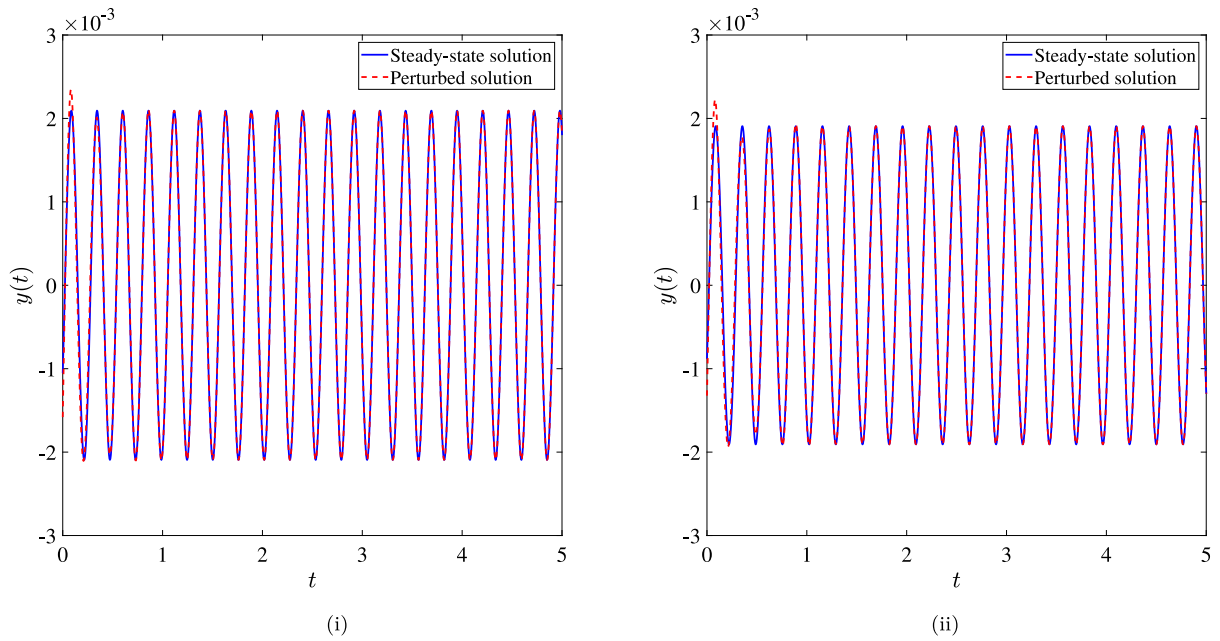 ×10⁻³
3
2
1
0
-1
-2
-3
y(t)
0 1 2 3 4 5
t
Steady-state solution
Perturbed solution
(i)
×10⁻³
3
2
1
0
-1
-2
-3
y(t)
0 1 2 3 4 5
t
Steady-state solution
Perturbed solution
(ii)